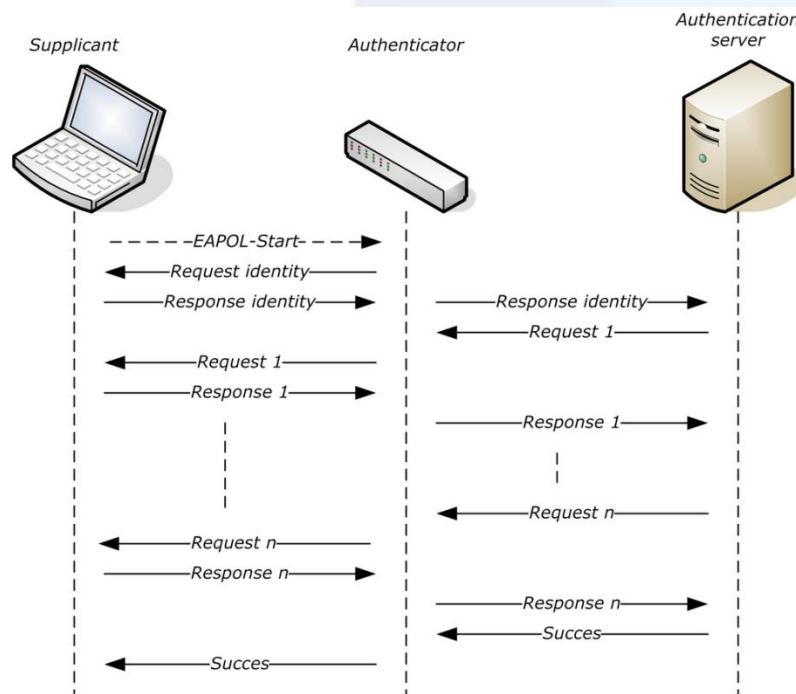 Supplicant
Authenticator
Authentication
server
EAPOL-Start
Request identity
Response identity
Response identity
Request 1
Request 1
Response 1
Response 1
Request n
Request n
Response n
Response n
Succes
Succes